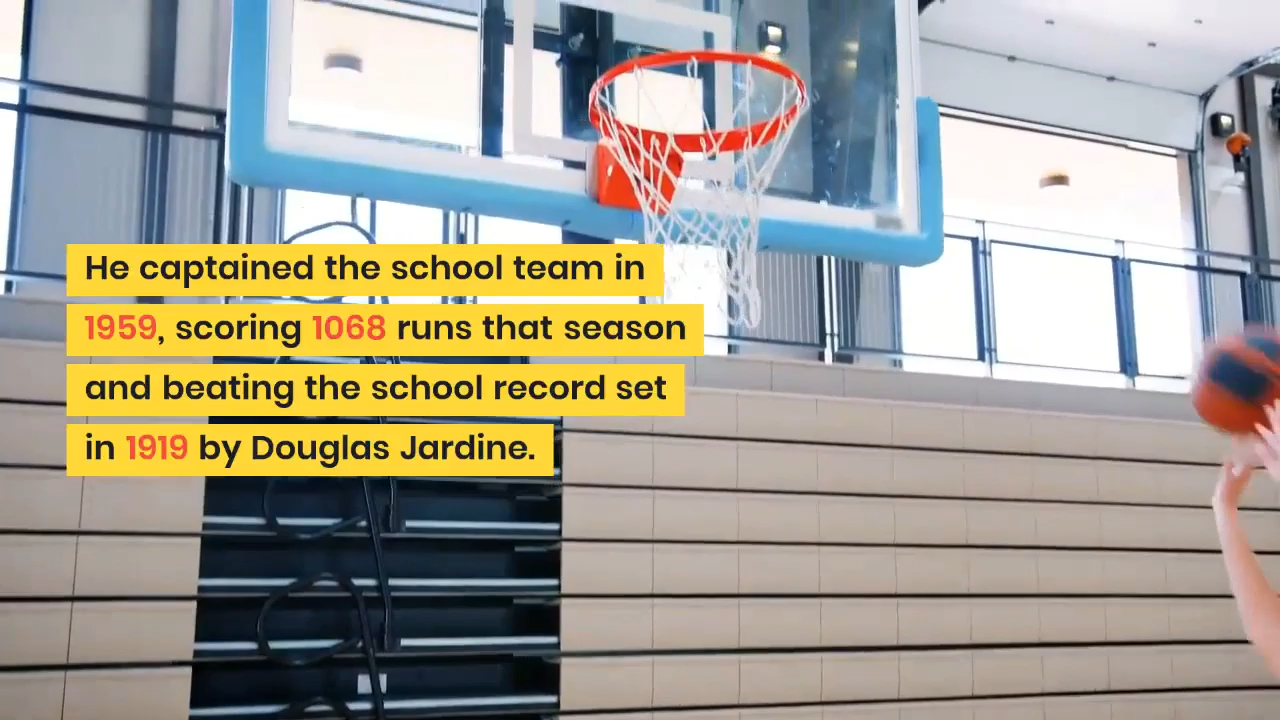 He captained the school team in
1959, scoring 1068 runs that season
and beating the school record set
in 1919 by Douglas Jardine.